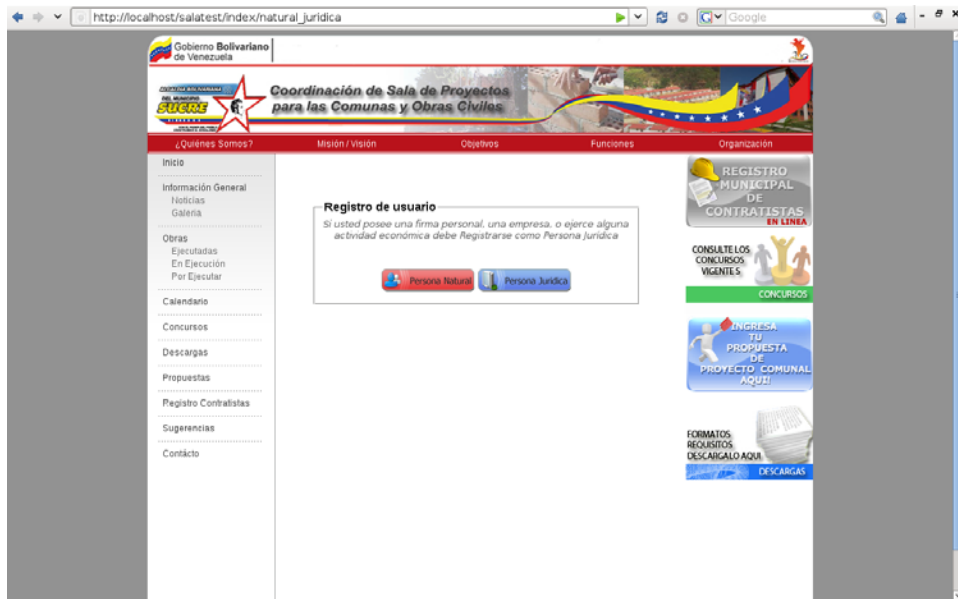 http://localhost/salatest/index/natural_juridica
Google
Gobierno Bolivariano
de Venezuela
SUCRE
Coordinación de Sala de Proyectos
para las Comunas y Obras Civiles
¿Quiénes Somos? Misión / Visión Objetivos Funciones Organización
Inicio
Información General
Noticias
Galeria
Obras
Ejecutadas
En Ejecución
Por Ejecutar
Calendario
Concursos
Descargas
Propuestas
Registro Contratistas
Sugerencias
Contácto
Registro de usuario
Si usted posee una firma personal, una empresa, o ejerce alguna
actividad económica debe Registrarse como Persona Jurídica
Persona Natural Persona Juridica
REGISTRO
MUNICIPAL
DE
CONTRATISTAS
EN LINEA
CONSULTE LOS
CONCURSOS
VIGENTES
CONCURSOS
INGRESA
TU
PROPUESTA
DE
PROYECTO COMUNAL
AQUI!
FORMATOS
REQUISITOS
DESCARGALO AQUI
DESCARGAS